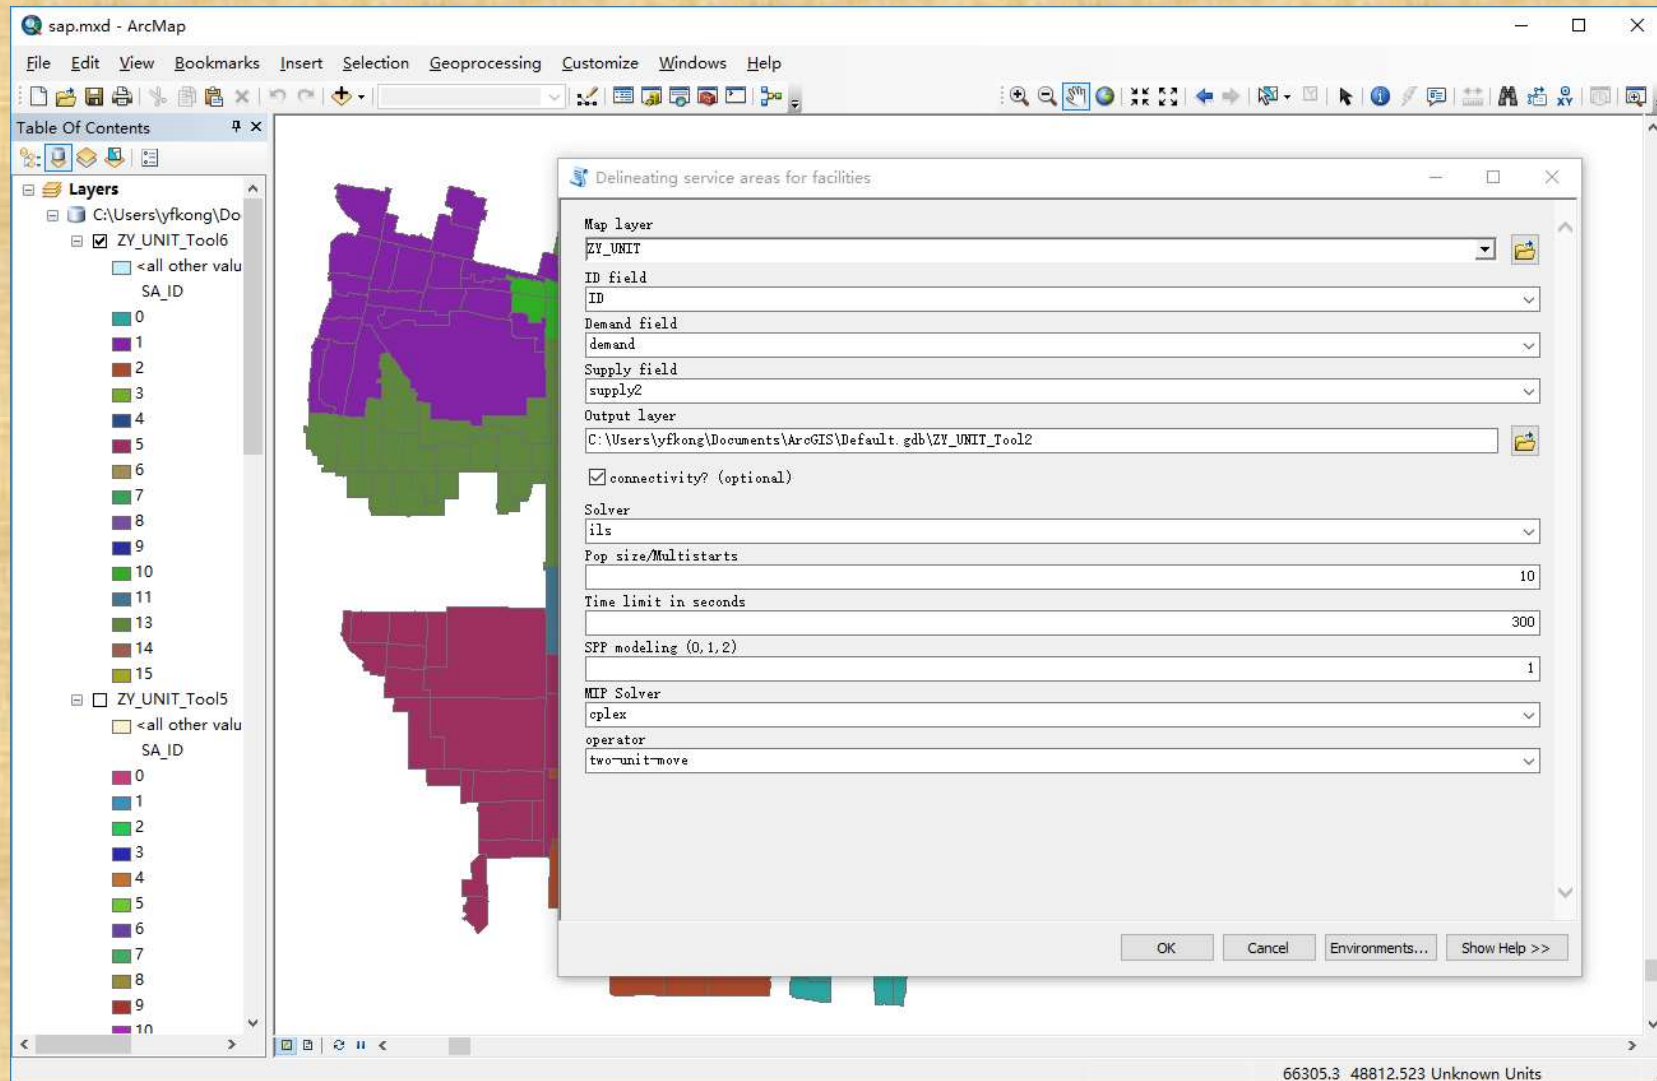 sap.mxd - ArcMap
File Edit View Bookmarks Insert Selection Geoprocessing Customize Windows Help
Table Of Contents
Layers
C:\Users\yfkong\Do
ZY_UNIT_Tool6
<all other valu
SA_ID
0
1
2
3
4
5
6
7
8
9
10
11
13
14
15
ZY_UNIT_Tool5
<all other valu
SA_ID
0
1
2
3
4
5
6
7
8
9
10
Delineating service areas for facilities
Map layer
ZY_UNIT
ID field
ID
Demand field
demand
Supply field
supply2
Output layer
C:\Users\yfkong\Documents\ArcGIS\Default.gdb\ZY_UNIT_Tool2
connectivity? (optional)
Solver
ils
Pop size/Multistarts
10
Time limit in seconds
300
SPP modeling (0,1,2)
1
MIP Solver
cplex
operator
two-unit-move
OK Cancel Environments... Show Help >>
66305.3 48812.523 Unknown Units